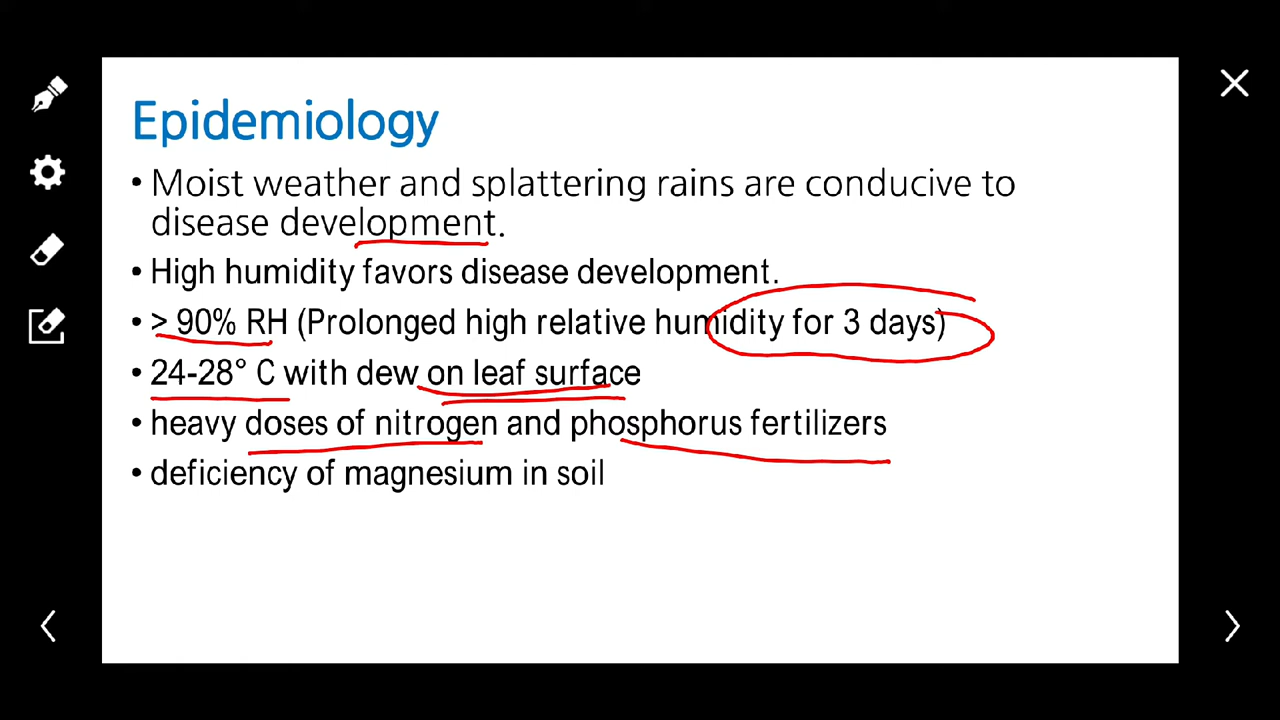 Epidemiology
• Moist weather and splattering rains are conducive to
disease development.
• High humidity favors disease development.
• > 90% RH (Prolonged high relative humidity for 3 days)
• 24-28° C with dew on leaf surface
• heavy doses of nitrogen and phosphorus fertilizers
• deficiency of magnesium in soil